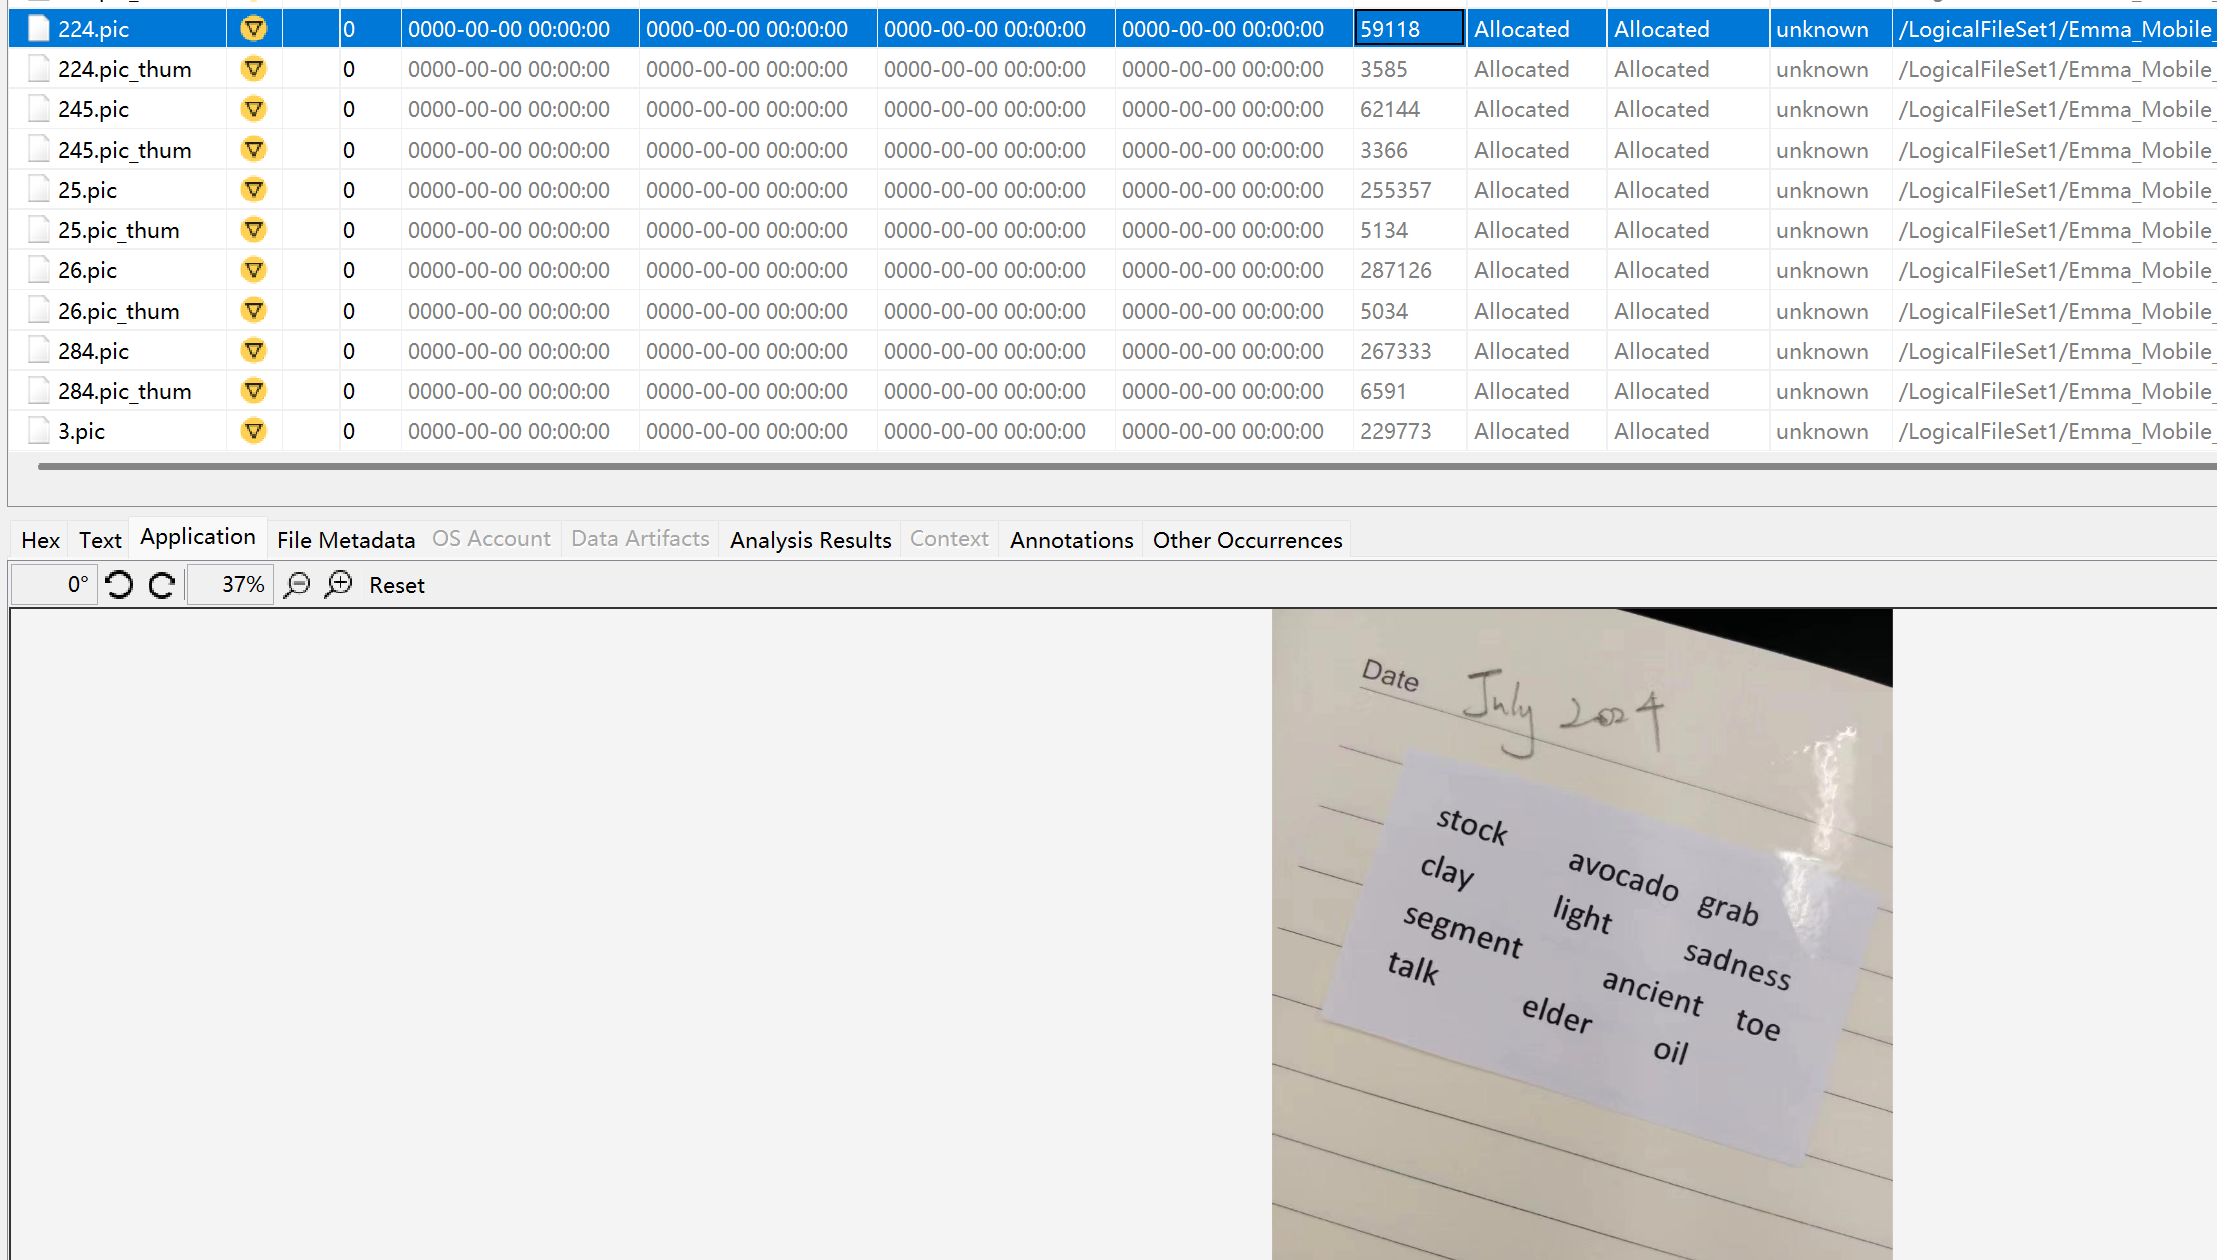 224.pic 0 0000-00-00 00:00:00 0000-00-00 00:00:00 0000-00-00 00:00:00 0000-00-00 00:00:00 59118 Allocated Allocated unknown /LogicalFileSet1/Emma_Mobile_
224.pic_thum 0 0000-00-00 00:00:00 0000-00-00 00:00:00 0000-00-00 00:00:00 0000-00-00 00:00:00 3585 Allocated Allocated unknown /LogicalFileSet1/Emma_Mobile_
245.pic 0 0000-00-00 00:00:00 0000-00-00 00:00:00 0000-00-00 00:00:00 0000-00-00 00:00:00 62144 Allocated Allocated unknown /LogicalFileSet1/Emma_Mobile_
245.pic_thum 0 0000-00-00 00:00:00 0000-00-00 00:00:00 0000-00-00 00:00:00 0000-00-00 00:00:00 3366 Allocated Allocated unknown /LogicalFileSet1/Emma_Mobile_
25.pic 0 0000-00-00 00:00:00 0000-00-00 00:00:00 0000-00-00 00:00:00 0000-00-00 00:00:00 255357 Allocated Allocated unknown /LogicalFileSet1/Emma_Mobile_
25.pic_thum 0 0000-00-00 00:00:00 0000-00-00 00:00:00 0000-00-00 00:00:00 0000-00-00 00:00:00 5134 Allocated Allocated unknown /LogicalFileSet1/Emma_Mobile_
26.pic 0 0000-00-00 00:00:00 0000-00-00 00:00:00 0000-00-00 00:00:00 0000-00-00 00:00:00 287126 Allocated Allocated unknown /LogicalFileSet1/Emma_Mobile_
26.pic_thum 0 0000-00-00 00:00:00 0000-00-00 00:00:00 0000-00-00 00:00:00 0000-00-00 00:00:00 5034 Allocated Allocated unknown /LogicalFileSet1/Emma_Mobile_
284.pic 0 0000-00-00 00:00:00 0000-00-00 00:00:00 0000-00-00 00:00:00 0000-00-00 00:00:00 267333 Allocated Allocated unknown /LogicalFileSet1/Emma_Mobile_
284.pic_thum 0 0000-00-00 00:00:00 0000-00-00 00:00:00 0000-00-00 00:00:00 0000-00-00 00:00:00 6591 Allocated Allocated unknown /LogicalFileSet1/Emma_Mobile_
3.pic 0 0000-00-00 00:00:00 0000-00-00 00:00:00 0000-00-00 00:00:00 0000-00-00 00:00:00 229773 Allocated Allocated unknown /LogicalFileSet1/Emma_Mobile_
Hex Text Application File Metadata OS Account Data Artifacts Analysis Results Context Annotations Other Occurrences
0° 37% Reset
Date July 2024
stock avocado grab
clay light sadness
segment ancient toe
talk elder oil